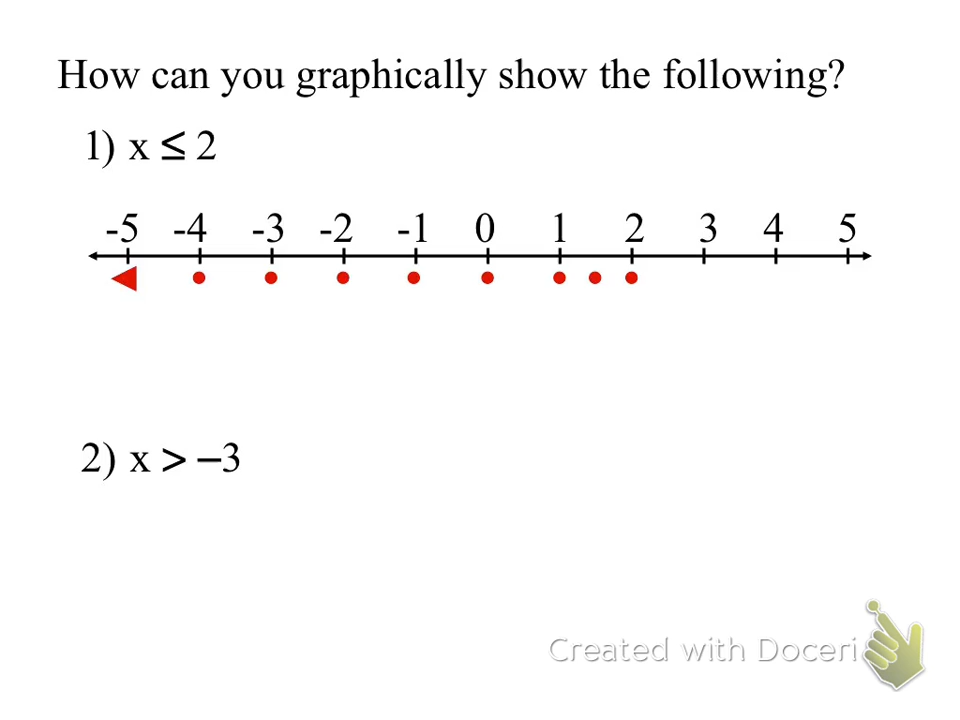 How can you graphically show the following?
1) x ≤ 2
-5 -4 -3 -2 -1 0 1 2 3 4 5
2) x > −3
Created with Doceri